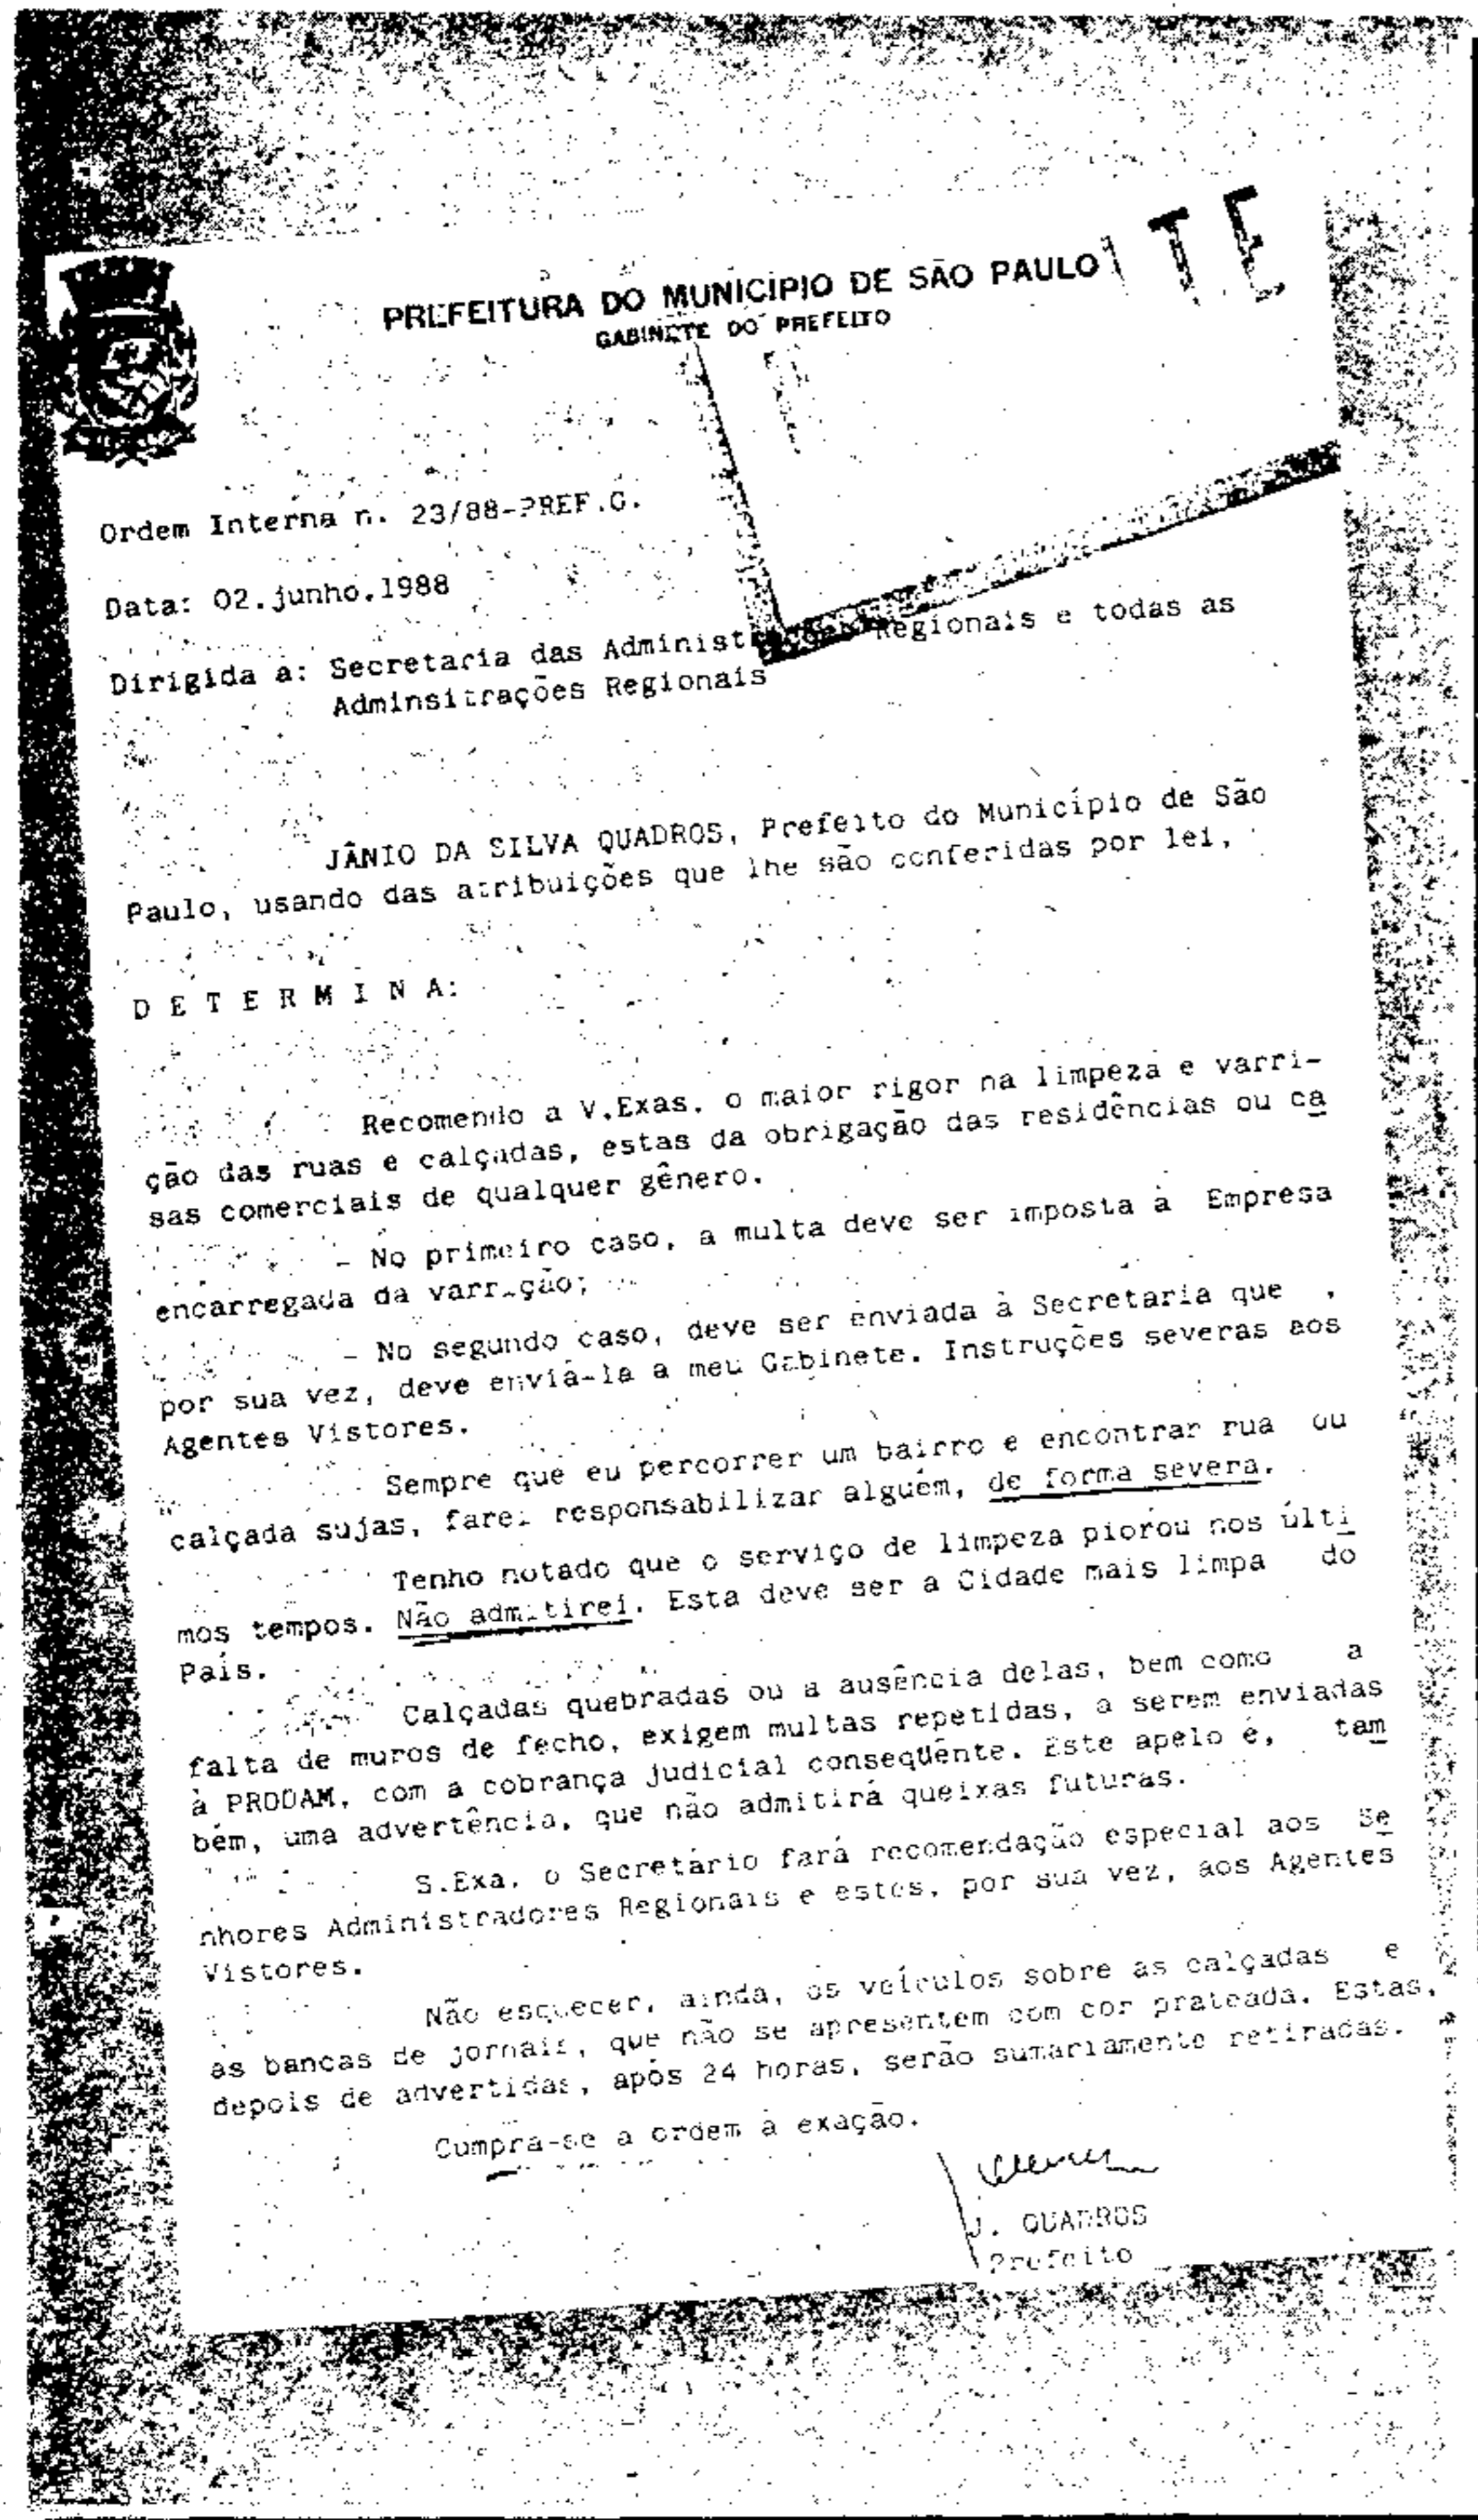 TE
PREFEITURA DO MUNICÍPIO DE SÃO PAULO
GABINETE DO PREFEITO
Ordem Interna n. 23/88-PREF.G.
Data: 02.junho.1988
Dirigida a: Secretaria das Administrações Regionais e todas as
Adminsitrações Regionais
JÂNIO DA SILVA QUADROS, Prefeito do Município de São
Paulo, usando das atribuições que lhe são conferidas por lei,
D E T E R M I N A:
Recomendo a V.Exas. o maior rigor na limpeza e varri-
ção das ruas e calçadas, estas da obrigação das residências ou ca
sas comerciais de qualquer gênero.
- No primeiro caso, a multa deve ser imposta à Empresa
encarregada da varrição;
- No segundo caso, deve ser enviada à Secretaria que ,
por sua vez, deve enviá-la a meu Gabinete. Instruções severas aos
Agentes Vistores.
Sempre que eu percorrer um bairro e encontrar rua ou
calçada sujas, farei responsabilizar alguém, de forma severa.
Tenho notado que o serviço de limpeza piorou nos últi
mos tempos. Não admitirei. Esta deve ser a Cidade mais limpa do
País.
Calçadas quebradas ou a ausência delas, bem como a
falta de muros de fecho, exigem multas repetidas, a serem enviadas
à PRODAM, com a cobrança judicial conseqüente. Este apelo é, tam
bém, uma advertência, que não admitirá queixas futuras.
S.Exa. o Secretário fará recomendação especial aos Se
nhores Administradores Regionais e estes, por sua vez, aos Agentes
Vistores.
Não esquecer, ainda, os veículos sobre as calçadas e
as bancas de jornais, que não se apresentem com cor prateada. Estas,
depois de advertidas, após 24 horas, serão sumariamente retiradas.
Cumpra-se a ordem à exação.
J. QUADROS
Prefeito